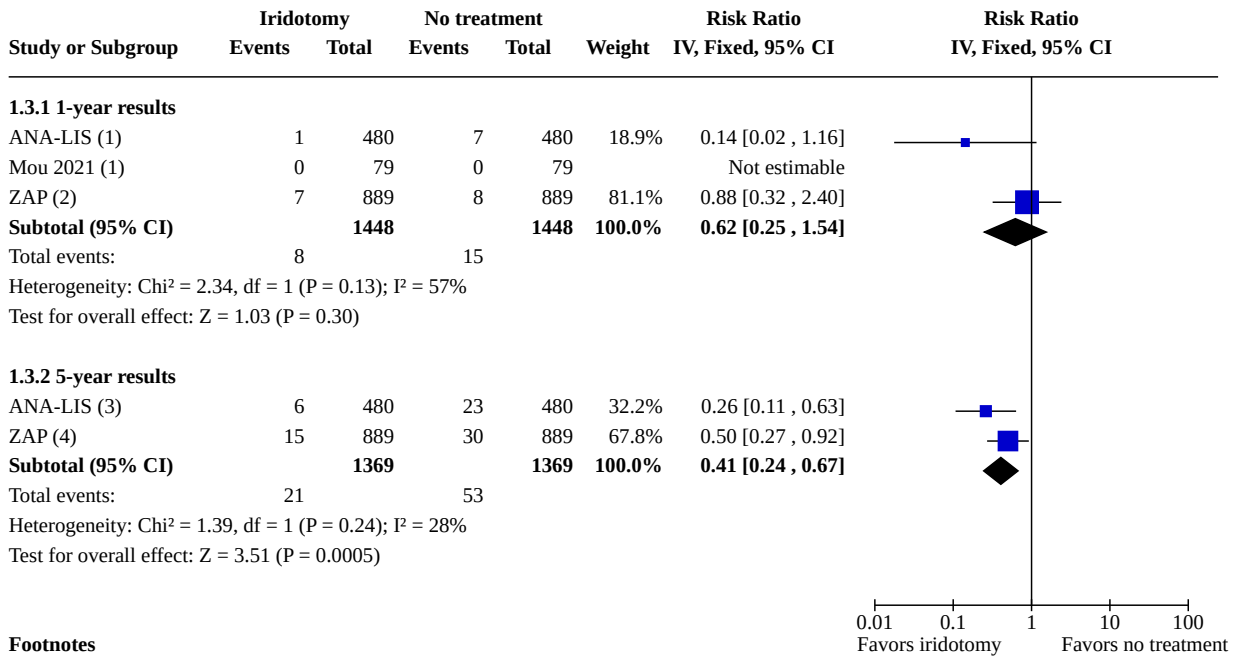 Iridotomy No treatment Risk Ratio Risk Ratio
Study or Subgroup Events Total Events Total Weight IV, Fixed, 95% CI IV, Fixed, 95% CI
1.3.1 1-year results
ANA-LIS (1) 1 480 7 480 18.9% 0.14 [0.02 , 1.16]
Mou 2021 (1) 0 79 0 79 Not estimable
ZAP (2) 7 889 8 889 81.1% 0.88 [0.32 , 2.40]
Subtotal (95% CI) 1448 1448 100.0% 0.62 [0.25 , 1.54]
Total events: 8 15
Heterogeneity: Chi² = 2.34, df = 1 (P = 0.13); I² = 57%
Test for overall effect: Z = 1.03 (P = 0.30)
1.3.2 5-year results
ANA-LIS (3) 6 480 23 480 32.2% 0.26 [0.11 , 0.63]
ZAP (4) 15 889 30 889 67.8% 0.50 [0.27 , 0.92]
Subtotal (95% CI) 1369 1369 100.0% 0.41 [0.24 , 0.67]
Total events: 21 53
Heterogeneity: Chi² = 1.39, df = 1 (P = 0.24); I² = 28%
Test for overall effect: Z = 3.51 (P = 0.0005)
0.01 0.1 1 10 100
Footnotes Favors iridotomy Favors no treatment